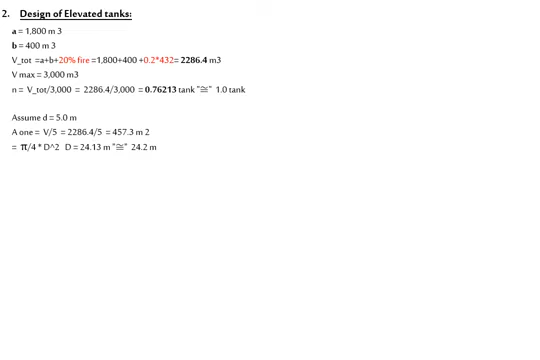 2. Design of Elevated tanks:
a = 1,800 m 3
b = 400 m 3
V_tot =a+b+20% fire =1,800+400 +0.2*432= 2286.4 m3
V max = 3,000 m3
n = V_tot/3,000 = 2286.4/3,000 = 0.76213 tank "≅" 1.0 tank
Assume d = 5.0 m
A one = V/5 = 2286.4/5 = 457.3 m 2
= π/4 * D^2 D = 24.13 m "≅" 24.2 m